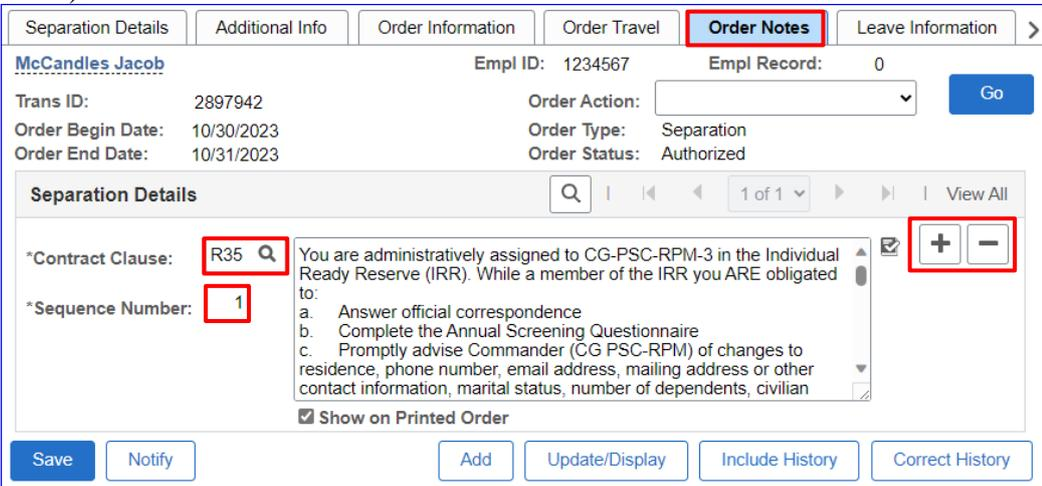 Separation Details Additional Info Order Information Order Travel Order Notes Leave Information
McCandles Jacob Empl ID: 1234567 Empl Record: 0
Trans ID: 2897942 Order Action: Go
Order Begin Date: 10/30/2023 Order Type: Separation
Order End Date: 10/31/2023 Order Status: Authorized
Separation Details 1 of 1 View All
*Contract Clause: R35
*Sequence Number: 1
You are administratively assigned to CG-PSC-RPM-3 in the Individual
Ready Reserve (IRR). While a member of the IRR you ARE obligated
to:
a. Answer official correspondence
b. Complete the Annual Screening Questionnaire
c. Promptly advise Commander (CG PSC-RPM) of changes to
residence, phone number, email address, mailing address or other
contact information, marital status, number of dependents, civilian
Show on Printed Order
Save Notify Add Update/Display Include History Correct History